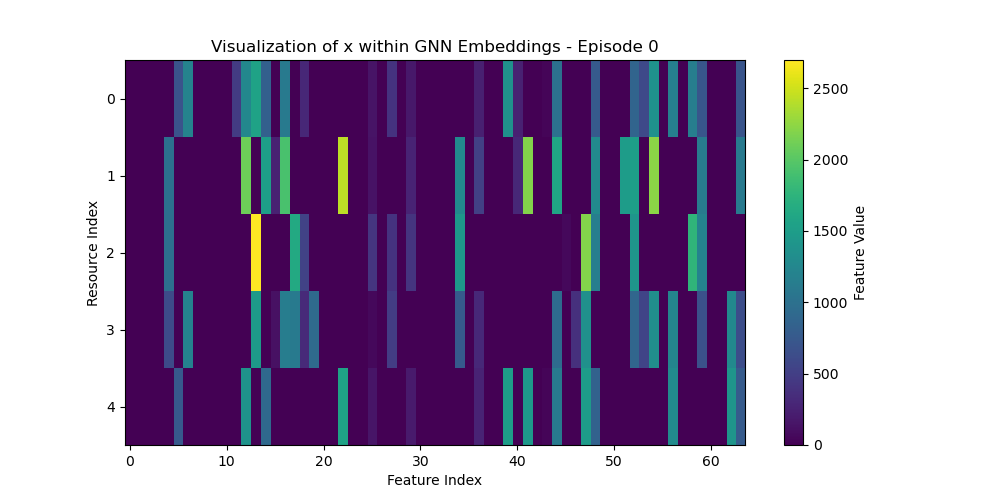 Visualization of x within GNN Embeddings - Episode 0
Resource Index
0
1
2
3
4
0 10 20 30 40 50 60
Feature Index
2500
2000
1500
1000
500
0
Feature Value